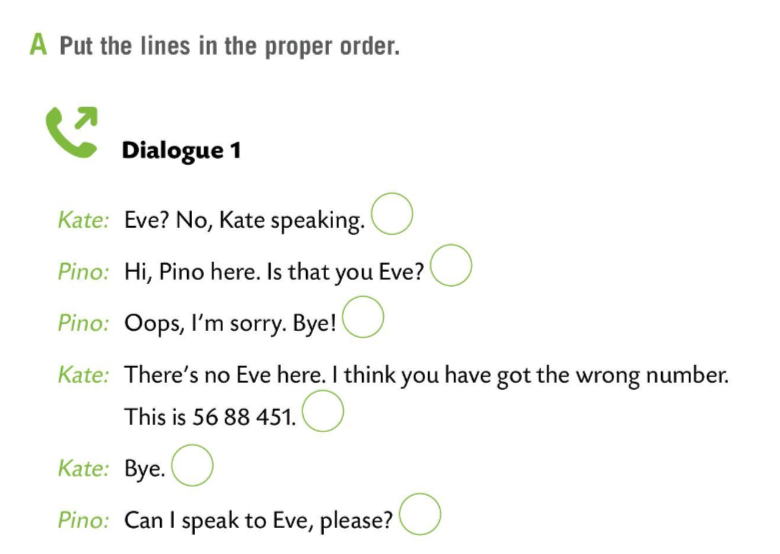 A Put the lines in the proper order.
Dialogue 1
Kate: Eve? No, Kate speaking.
Pino: Hi, Pino here. Is that you Eve?
Pino: Oops, I'm sorry. Bye!
Kate: There's no Eve here. I think you have got the wrong number.
This is 56 88 451.
Kate: Bye.
Pino: Can I speak to Eve, please?